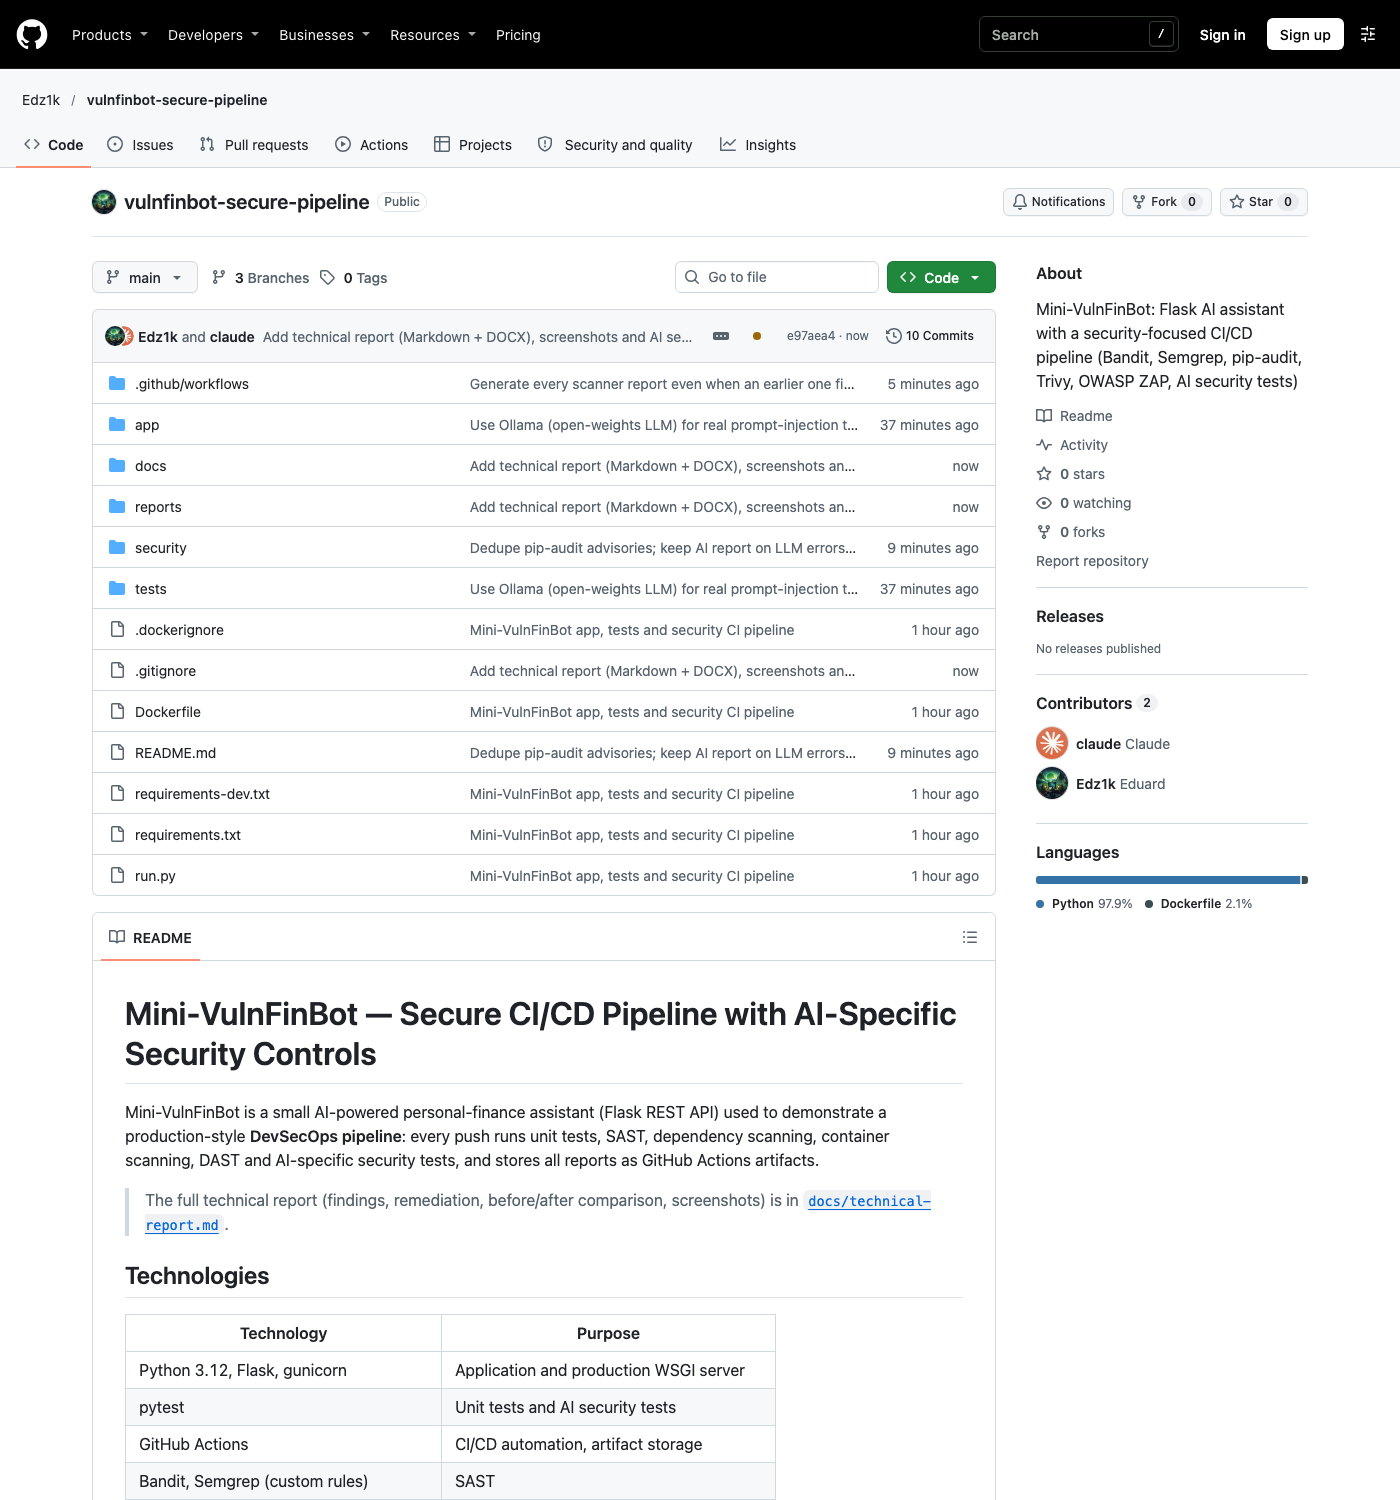 Products Developers Businesses Resources Pricing Search / Sign in Sign up
Edz1k / vulnfinbot-secure-pipeline
Code Issues Pull requests Actions Projects Security and quality Insights
vulnfinbot-secure-pipeline Public Notifications Fork 0 Star 0
main 3 Branches 0 Tags Go to file Code
Edz1k and claude Add technical report (Markdown + DOCX), screenshots and AI se... e97aea4 · now 10 Commits
.github/workflows Generate every scanner report even when an earlier one fi... 5 minutes ago
app Use Ollama (open-weights LLM) for real prompt-injection t... 37 minutes ago
docs Add technical report (Markdown + DOCX), screenshots an... now
reports Add technical report (Markdown + DOCX), screenshots an... now
security Dedupe pip-audit advisories; keep AI report on LLM errors... 9 minutes ago
tests Use Ollama (open-weights LLM) for real prompt-injection t... 37 minutes ago
.dockerignore Mini-VulnFinBot app, tests and security CI pipeline 1 hour ago
.gitignore Add technical report (Markdown + DOCX), screenshots an... now
Dockerfile Mini-VulnFinBot app, tests and security CI pipeline 1 hour ago
README.md Dedupe pip-audit advisories; keep AI report on LLM errors... 9 minutes ago
requirements-dev.txt Mini-VulnFinBot app, tests and security CI pipeline 1 hour ago
requirements.txt Mini-VulnFinBot app, tests and security CI pipeline 1 hour ago
run.py Mini-VulnFinBot app, tests and security CI pipeline 1 hour ago
README
Mini-VulnFinBot — Secure CI/CD Pipeline with AI-Specific
Security Controls
Mini-VulnFinBot is a small AI-powered personal-finance assistant (Flask REST API) used to demonstrate a
production-style DevSecOps pipeline: every push runs unit tests, SAST, dependency scanning, container
scanning, DAST and AI-specific security tests, and stores all reports as GitHub Actions artifacts.
The full technical report (findings, remediation, before/after comparison, screenshots) is in docs/technical-
report.md .
Technologies
Technology Purpose
Python 3.12, Flask, gunicorn Application and production WSGI server
pytest Unit tests and AI security tests
GitHub Actions CI/CD automation, artifact storage
Bandit, Semgrep (custom rules) SAST
About
Mini-VulnFinBot: Flask AI assistant
with a security-focused CI/CD
pipeline (Bandit, Semgrep, pip-audit,
Trivy, OWASP ZAP, AI security tests)
Readme
Activity
0 stars
0 watching
0 forks
Report repository
Releases
No releases published
Contributors 2
claude Claude
Edz1k Eduard
Languages
Python 97.9% Dockerfile 2.1%